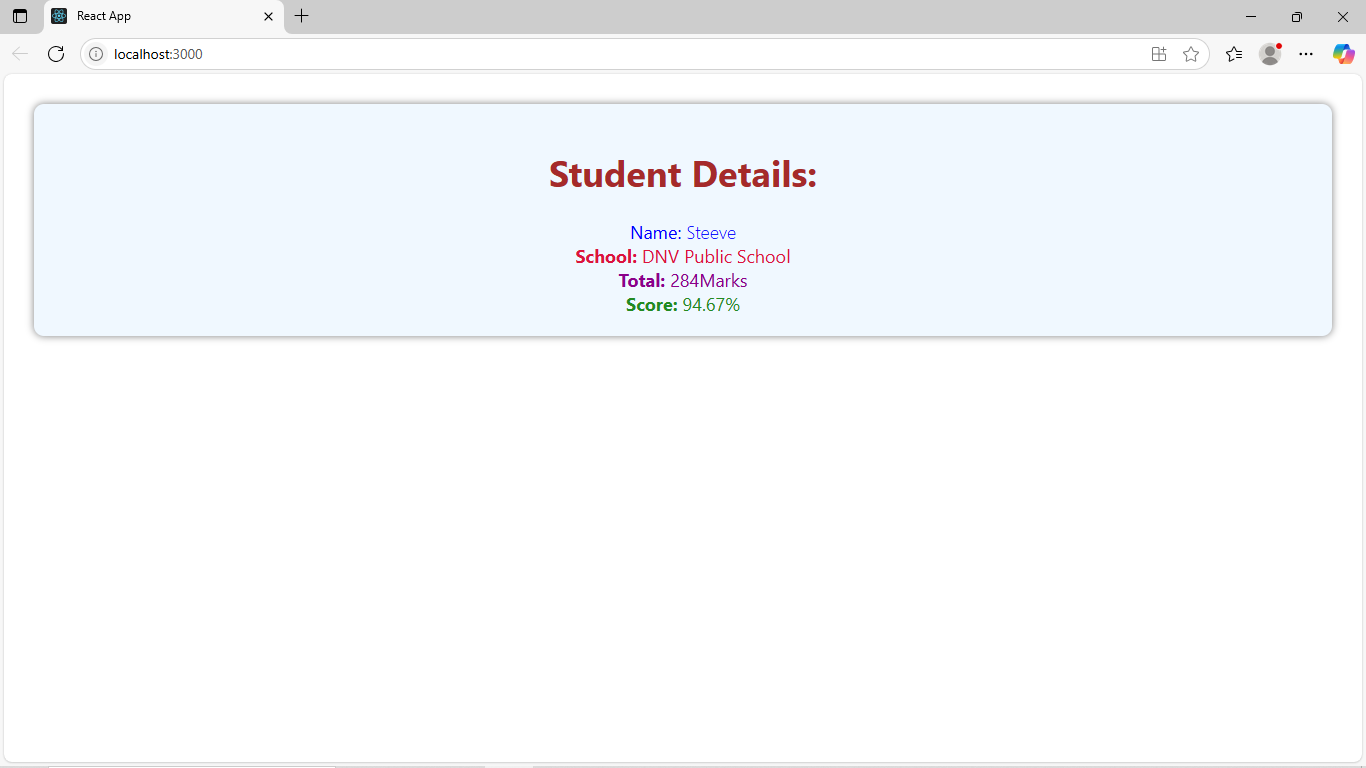 React App
localhost:3000
Student Details:
Name: Steeve
School: DNV Public School
Total: 284Marks
Score: 94.67%